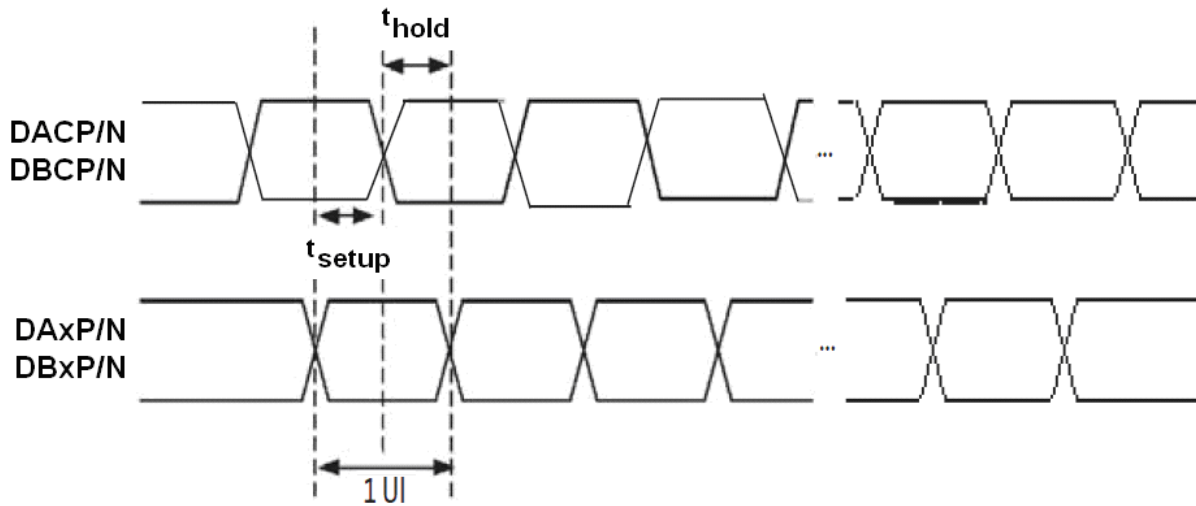 thold
DACP/N
DBCP/N
...
tsetup
DAxP/N
DBxP/N
...
1 UI